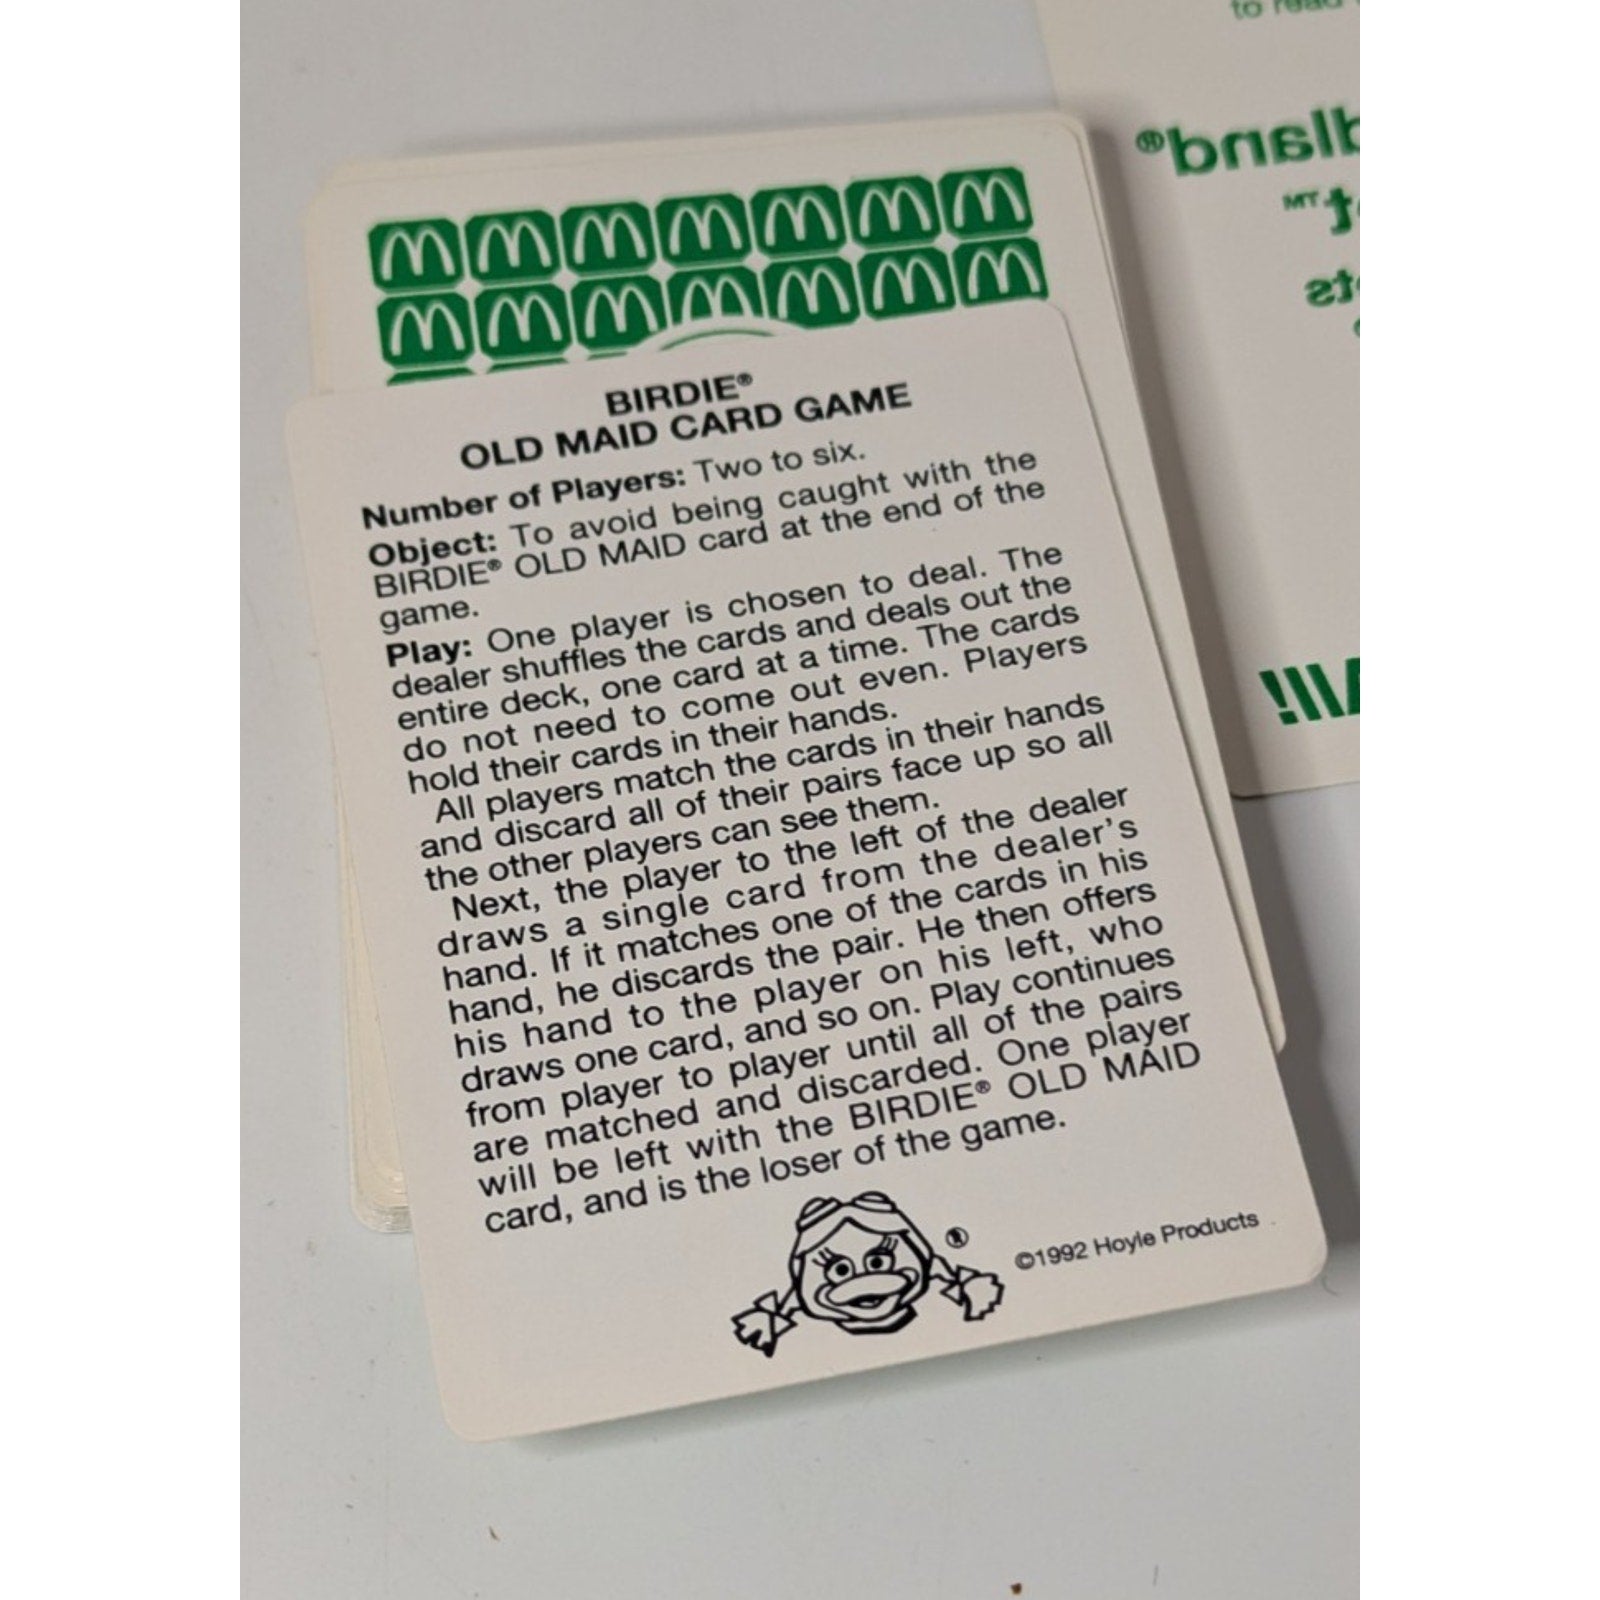 to read
dland®
t™
ts
All!
BIRDIE®
OLD MAID CARD GAME
Number of Players: Two to six.
Object: To avoid being caught with the
BIRDIE® OLD MAID card at the end of the
game.
Play: One player is chosen to deal. The
dealer shuffles the cards and deals out the
entire deck, one card at a time. The cards
do not need to come out even. Players
hold their cards in their hands.
All players match the cards in their hands
and discard all of their pairs face up so all
the other players can see them.
Next, the player to the left of the dealer
draws a single card from the dealer's
hand. If it matches one of the cards in his
hand, he discards the pair. He then offers
his hand to the player on his left, who
draws one card, and so on. Play continues
from player to player until all of the pairs
are matched and discarded. One player
will be left with the BIRDIE® OLD MAID
card, and is the loser of the game.
®
©1992 Hoyle Products